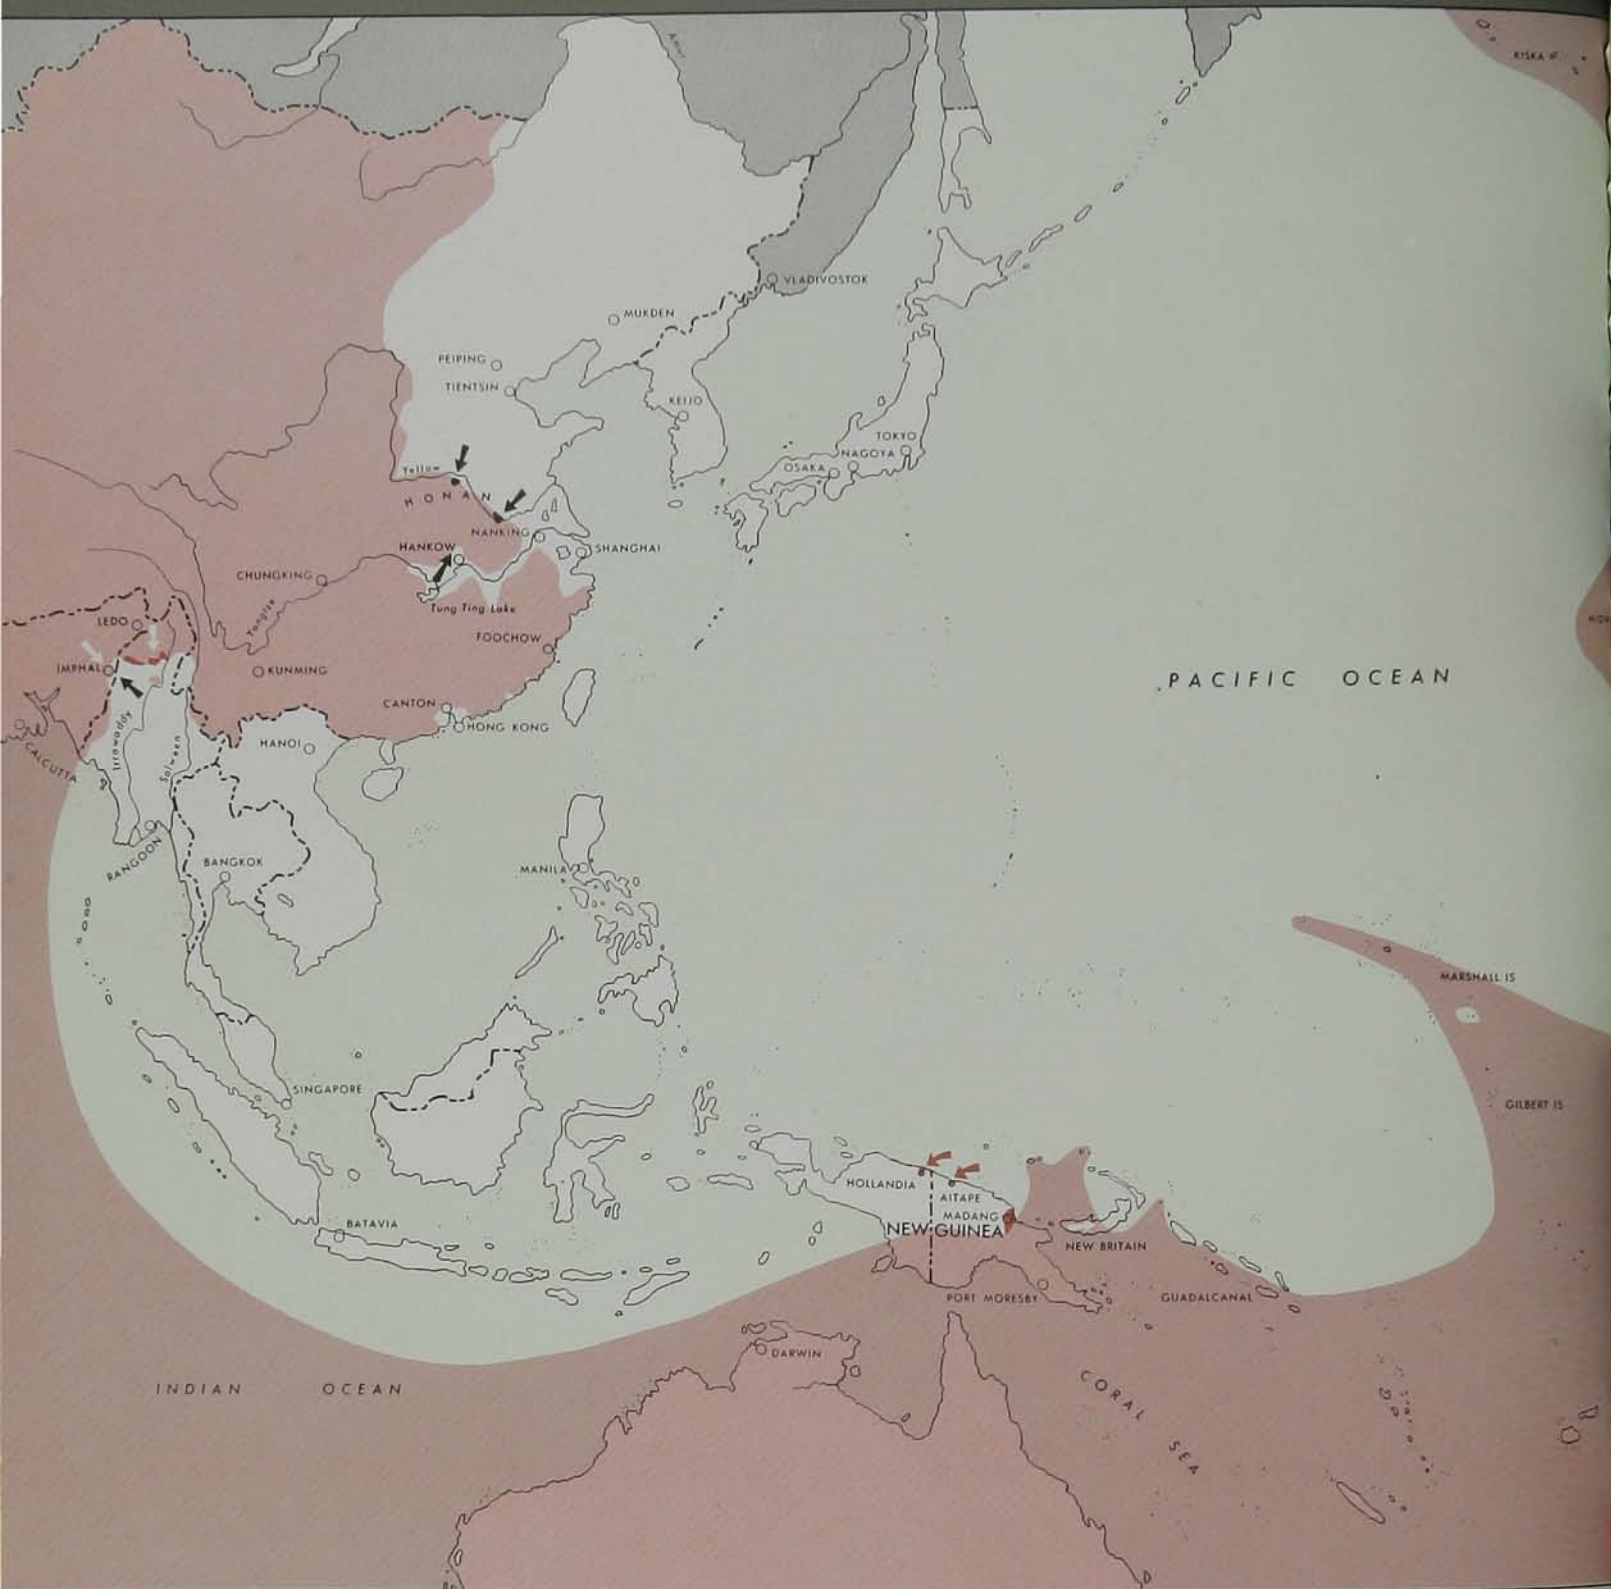 Amur
KISKA
VLADIVOSTOK
MUKDEN
PEIPING
TIENTSIN
KEIJO
TOKYO
NAGOYA
OSAKA
Yellow
HONAN
NANKING
HANKOW
SHANGHAI
CHUNGKING
Tung Ting Lake
Yangtze
LEDO
FOOCHOW
IMPHAL
KUNMING
PACIFIC OCEAN
CANTON
HONG KONG
HANOI
Irrawaddy
Salween
CALCUTTA
RANGOON
BANGKOK
MANILA
MARSHALL IS
SINGAPORE
GILBERT IS
HOLLANDIA
AITAPE
MADANG
NEW GUINEA
BATAVIA
NEW BRITAIN
PORT MORESBY
GUADALCANAL
DARWIN
INDIAN OCEAN
CORAL SEA